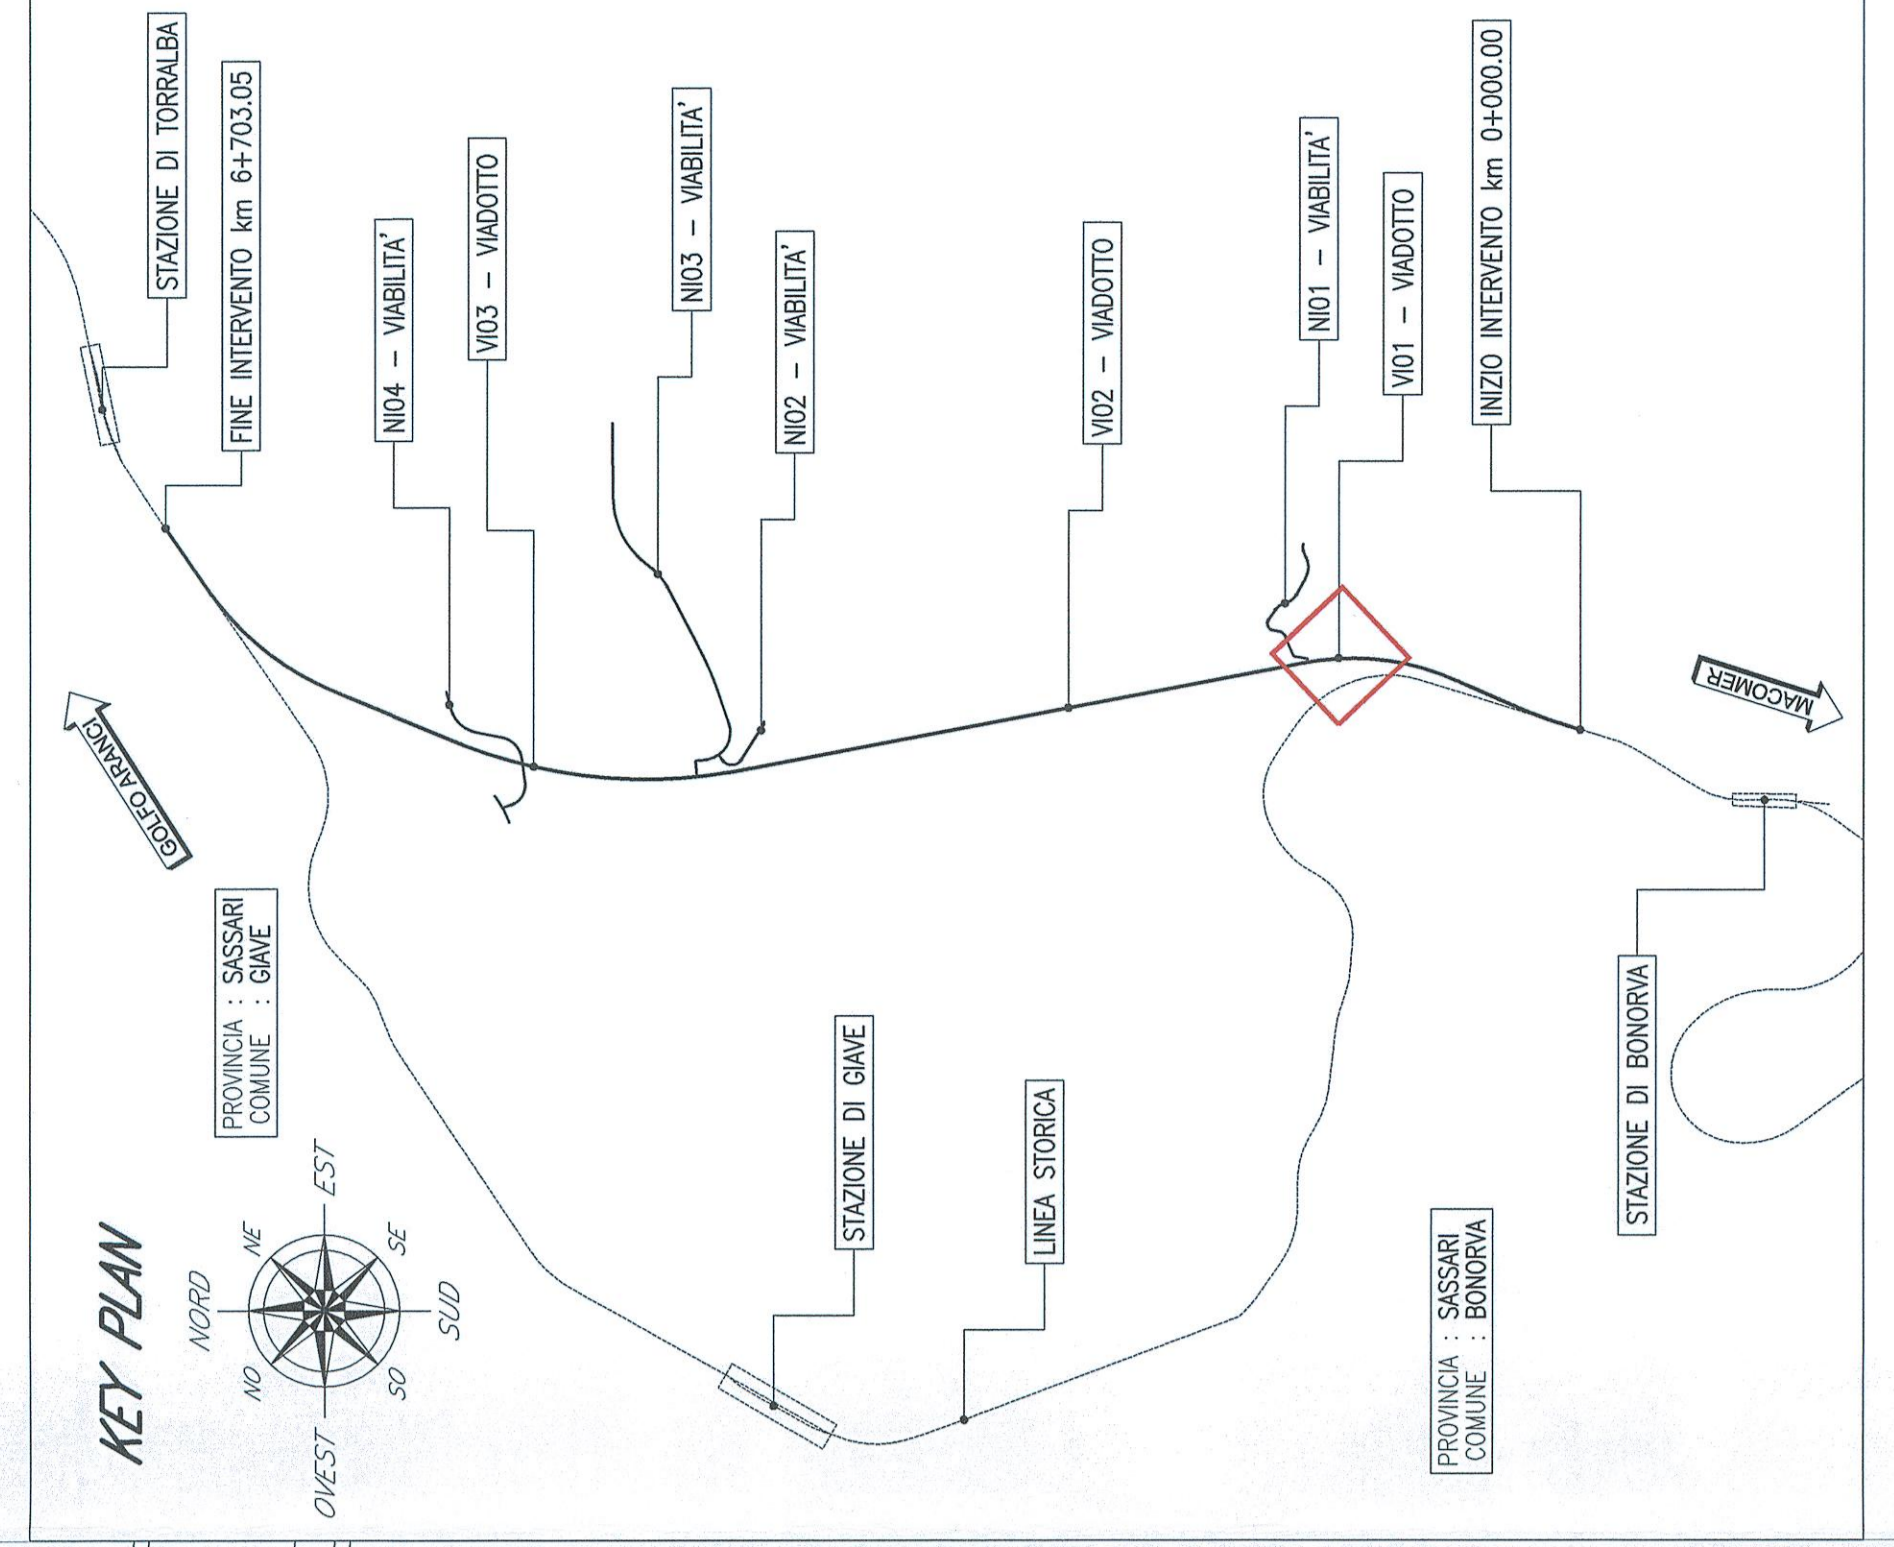 KEY PLAN
NORD
NE
EST
SE
SUD
SO
OVEST
NO
PROVINCIA : SASSARI
COMUNE : GIAVE
GOLFO ARANCI
STAZIONE DI TORRALBA
FINE INTERVENTO km 6+703.05
NI04 - VIABILITA'
VI03 - VIADOTTO
NI03 - VIABILITA'
NI02 - VIABILITA'
VI02 - VIADOTTO
NI01 - VIABILITA'
VI01 - VIADOTTO
INIZIO INTERVENTO km 0+000.00
MACOMER
STAZIONE DI GIAVE
LINEA STORICA
PROVINCIA : SASSARI
COMUNE : BONORVA
STAZIONE DI BONORVA